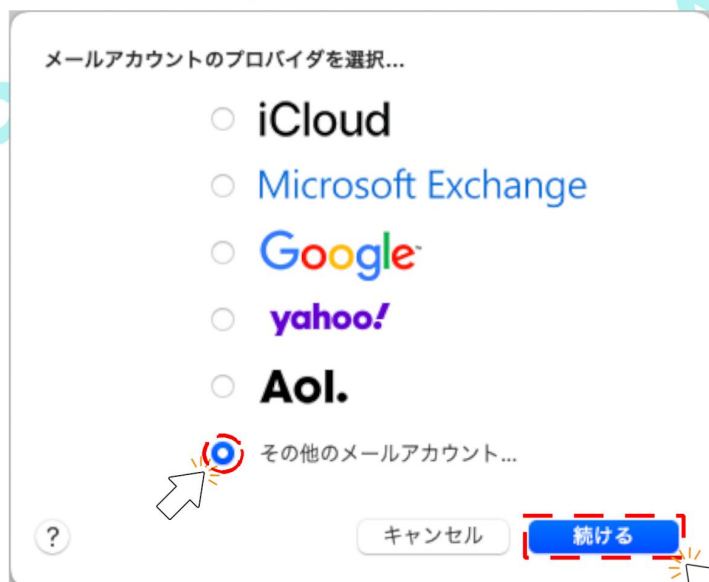 メールアカウントのプロバイダを選択...
iCloud
Microsoft Exchange
Google™
yahoo!
Aol.
その他のメールアカウント...
?
キャンセル
続ける